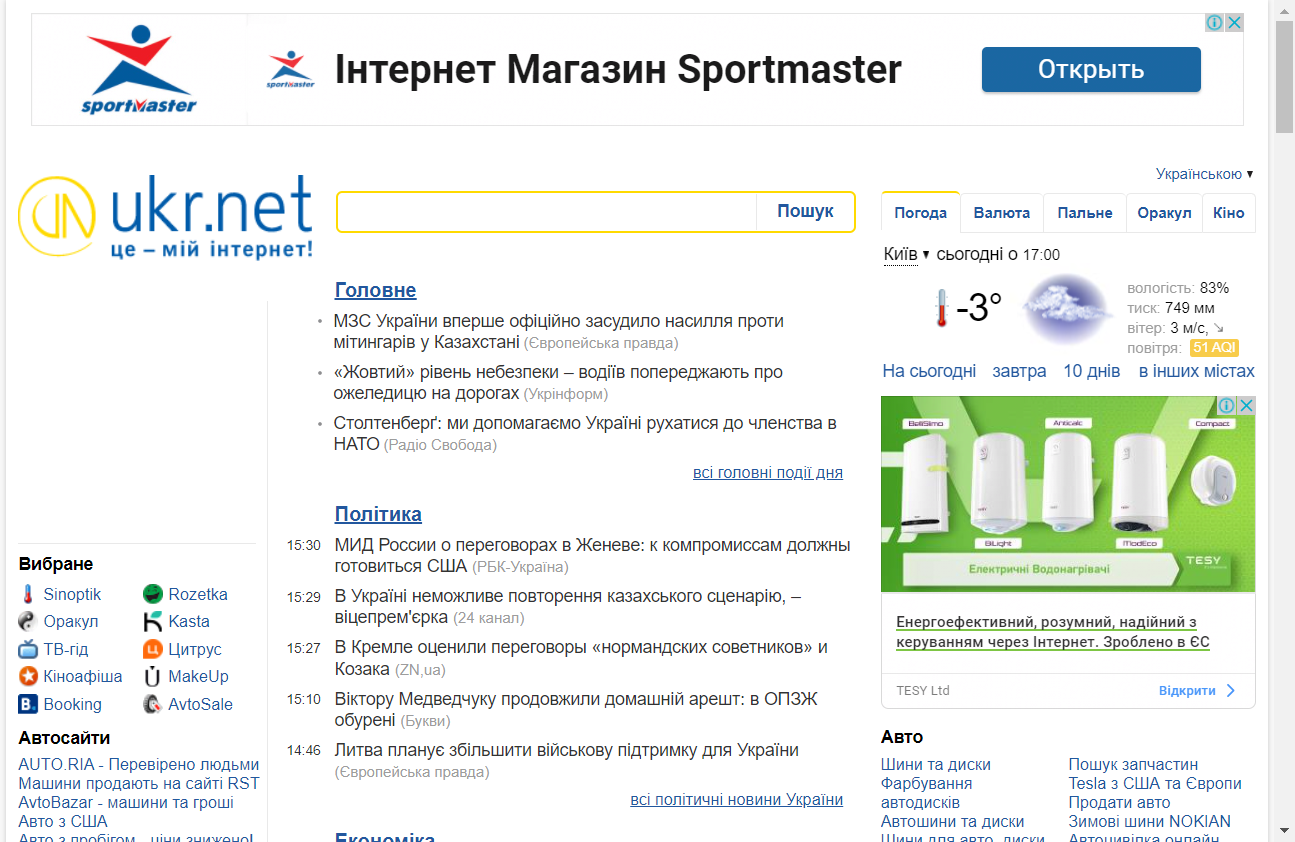 sportmaster
sportmaster
Інтернет Магазин Sportmaster
Открыть
ukr.net
це – мій інтернет!
Пошук
Українською ▾
Погода
Валюта
Пальне
Оракул
Кіно
Київ ▾ сьогодні о 17:00
-3°
вологість: 83%
тиск: 749 мм
вітер: 3 м/с, ↘
повітря: 51 AQI
На сьогодні завтра 10 днів в інших містах
Головне
• МЗС України вперше офіційно засудило насилля проти
мітингарів у Казахстані (Європейська правда)
• «Жовтий» рівень небезпеки – водіїв попереджають про
ожеледицю на дорогах (Укрінформ)
• Столтенберґ: ми допомагаємо Україні рухатися до членства в
НАТО (Радіо Свобода)
всі головні події дня
Політика
15:30 МИД России о переговорах в Женеве: к компромиссам должны
готовиться США (РБК-Україна)
15:29 В Україні неможливе повторення казахського сценарію, –
віцепрем'єрка (24 канал)
15:27 В Кремле оценили переговоры «нормандских советников» и
Козака (ZN,ua)
15:10 Віктору Медведчуку продовжили домашній арешт: в ОПЗЖ
обурені (Букви)
14:46 Литва планує збільшити військову підтримку для України
(Європейська правда)
всі політичні новини України
Економіка
Вибране
Sinoptik
Rozetka
Оракул
Kasta
ТВ-гід
Цитрус
Кіноафіша
MakeUp
Booking
AvtoSale
Автосайти
AUTO.RIA - Перевірено людьми
Машини продають на сайті RST
AvtoBazar - машини та гроші
Авто з США
Авто з пробігом - ціни знижено!
BelliSlimo
Anticalc
Compact
BiLight
ModEco
Електричні Водонагрівачі
TESY
Енергоефективний, розумний, надійний з
керуванням через Інтернет. Зроблено в ЄС
TESY Ltd
Відкрити
Авто
Шини та диски
Фарбування
автодисків
Автошини та диски
Шини для авто, диски
Пошук запчастин
Tesla з США та Європи
Продати авто
Зимові шини NOKIAN
Автоцивілка онлайн